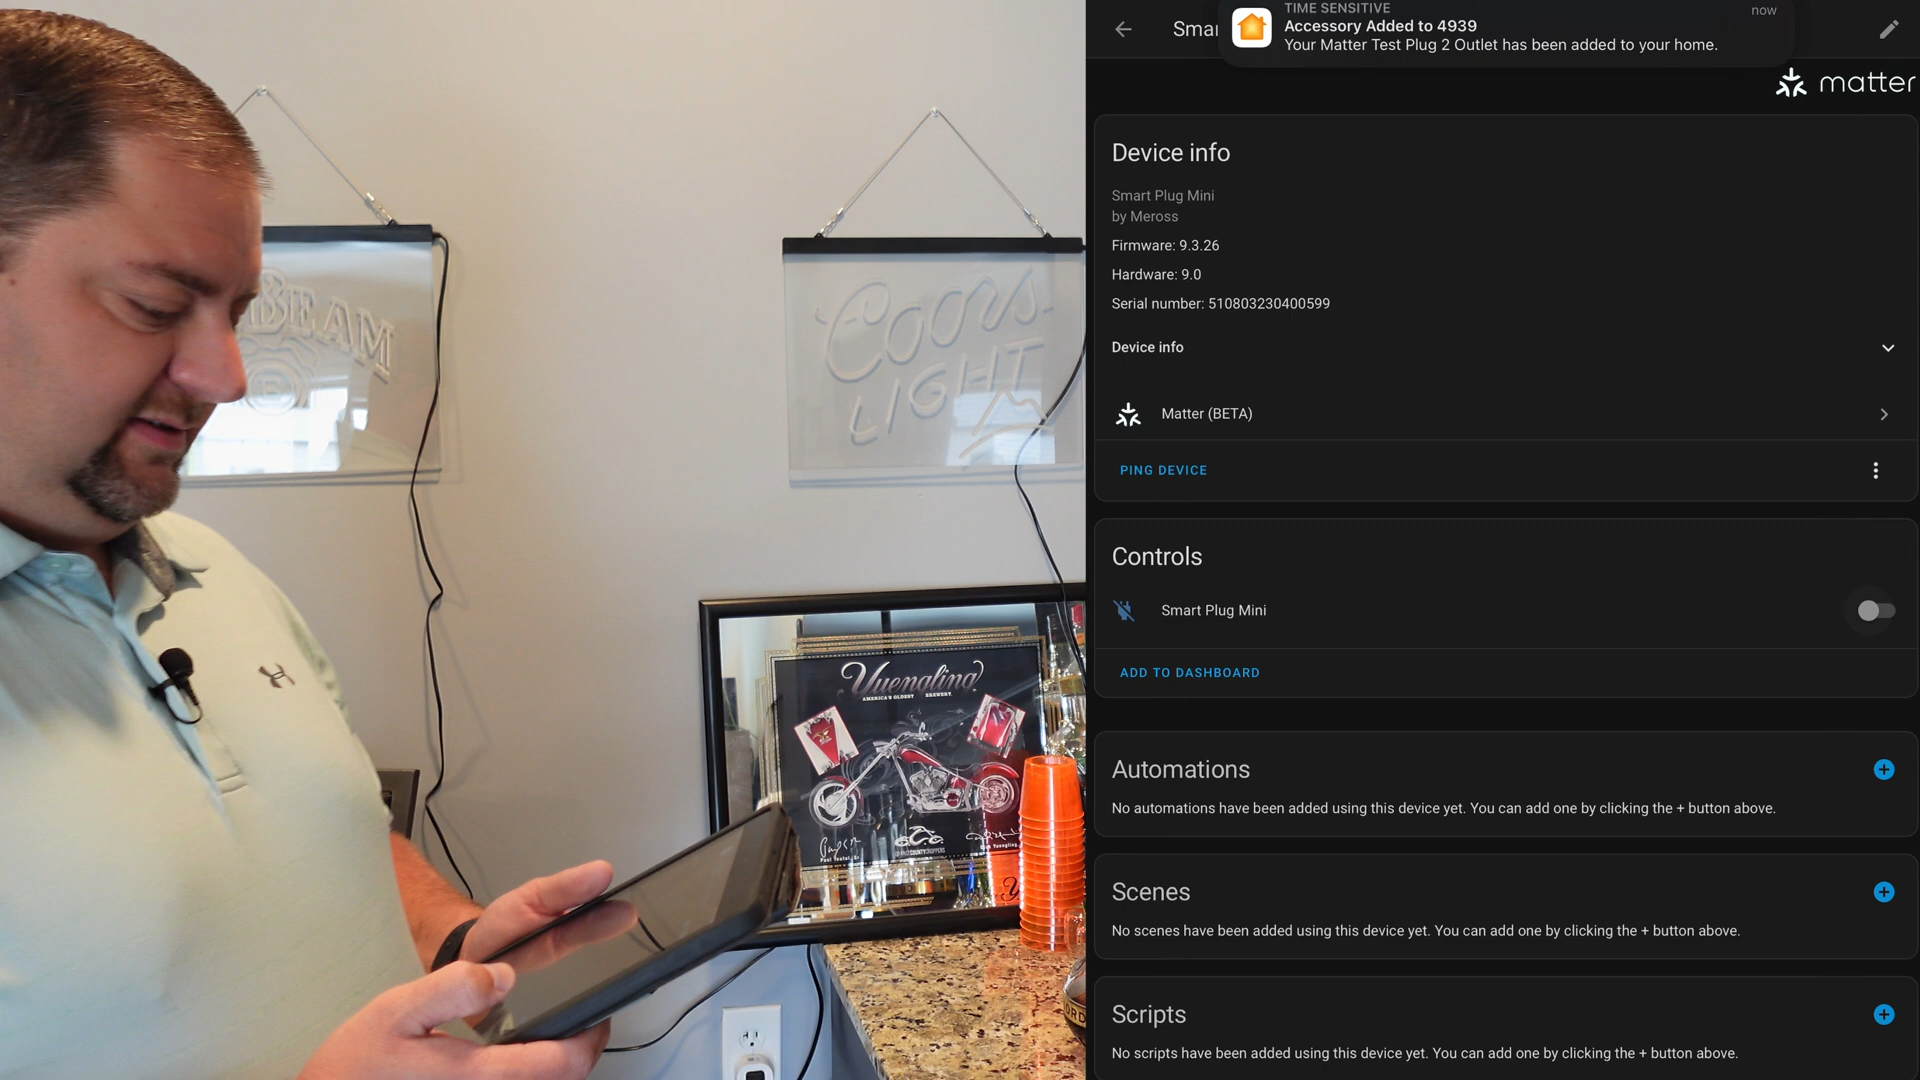 BEAM
Coors
LIGHT
Yuengling
AMERICA'S OLDEST BREWERY
Smar
TIME SENSITIVE
now
Accessory Added to 4939
Your Matter Test Plug 2 Outlet has been added to your home.
matter
Device info
Smart Plug Mini
by Meross
Firmware: 9.3.26
Hardware: 9.0
Serial number: 510803230400599
Device info
Matter (BETA)
PING DEVICE
Controls
Smart Plug Mini
ADD TO DASHBOARD
Automations
No automations have been added using this device yet. You can add one by clicking the + button above.
Scenes
No scenes have been added using this device yet. You can add one by clicking the + button above.
Scripts
No scripts have been added using this device yet. You can add one by clicking the + button above.